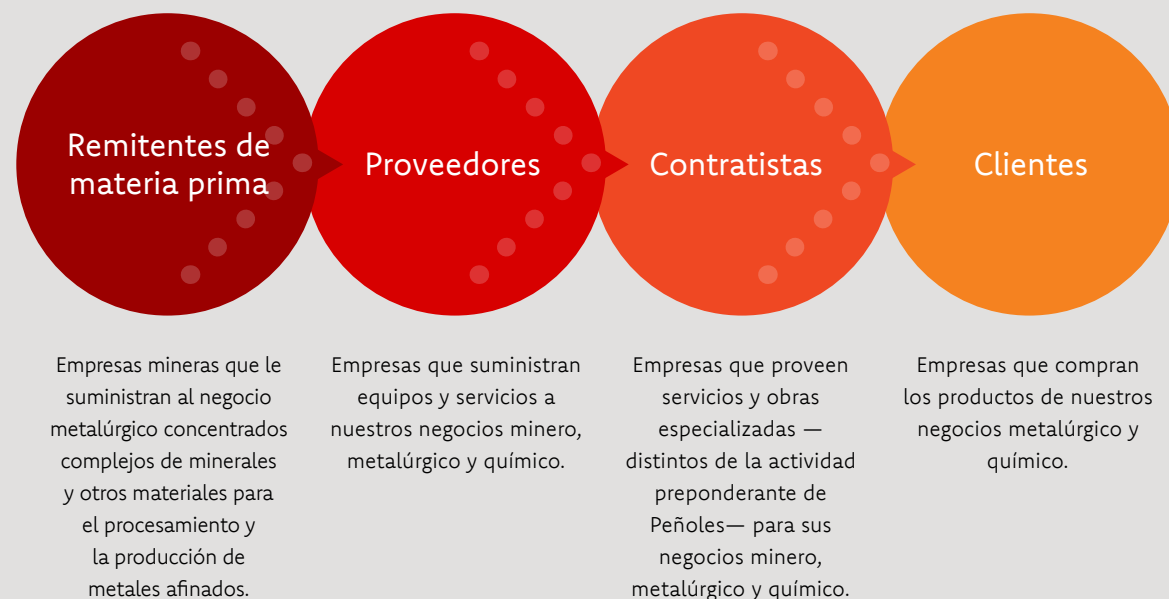 Remitentes de
materia prima
Proveedores
Contratistas
Clientes
Empresas mineras que le
suministran al negocio
metalúrgico concentrados
complejos de minerales
y otros materiales para
el procesamiento y
la producción de
metales afinados.
Empresas que suministran
equipos y servicios a
nuestros negocios minero,
metalúrgico y químico.
Empresas que proveen
servicios y obras
especializadas —
distintos de la actividad
preponderante de
Peñoles— para sus
negocios minero,
metalúrgico y químico.
Empresas que compran
los productos de nuestros
negocios metalúrgico y
químico.